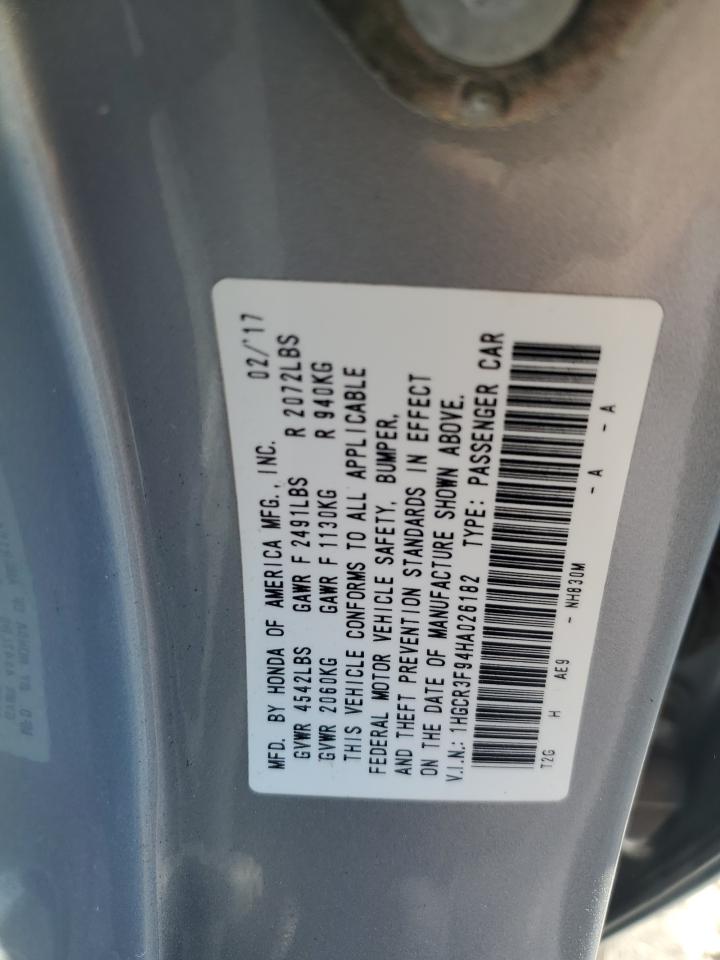 MFD. BY HONDA OF AMERICA MFG., INC. 02/'17
GVWR 4542LBS GAWR F 2491LBS R 2072LBS
GVWR 2060KG GAWR F 1130KG R 940KG
THIS VEHICLE CONFORMS TO ALL APPLICABLE
FEDERAL MOTOR VEHICLE SAFETY, BUMPER,
AND THEFT PREVENTION STANDARDS IN EFFECT
ON THE DATE OF MANUFACTURE SHOWN ABOVE.
V.I.N.: 1HGCR3F94HA026182 TYPE: PASSENGER CAR
T2G H AE9 - NH830M - A - A